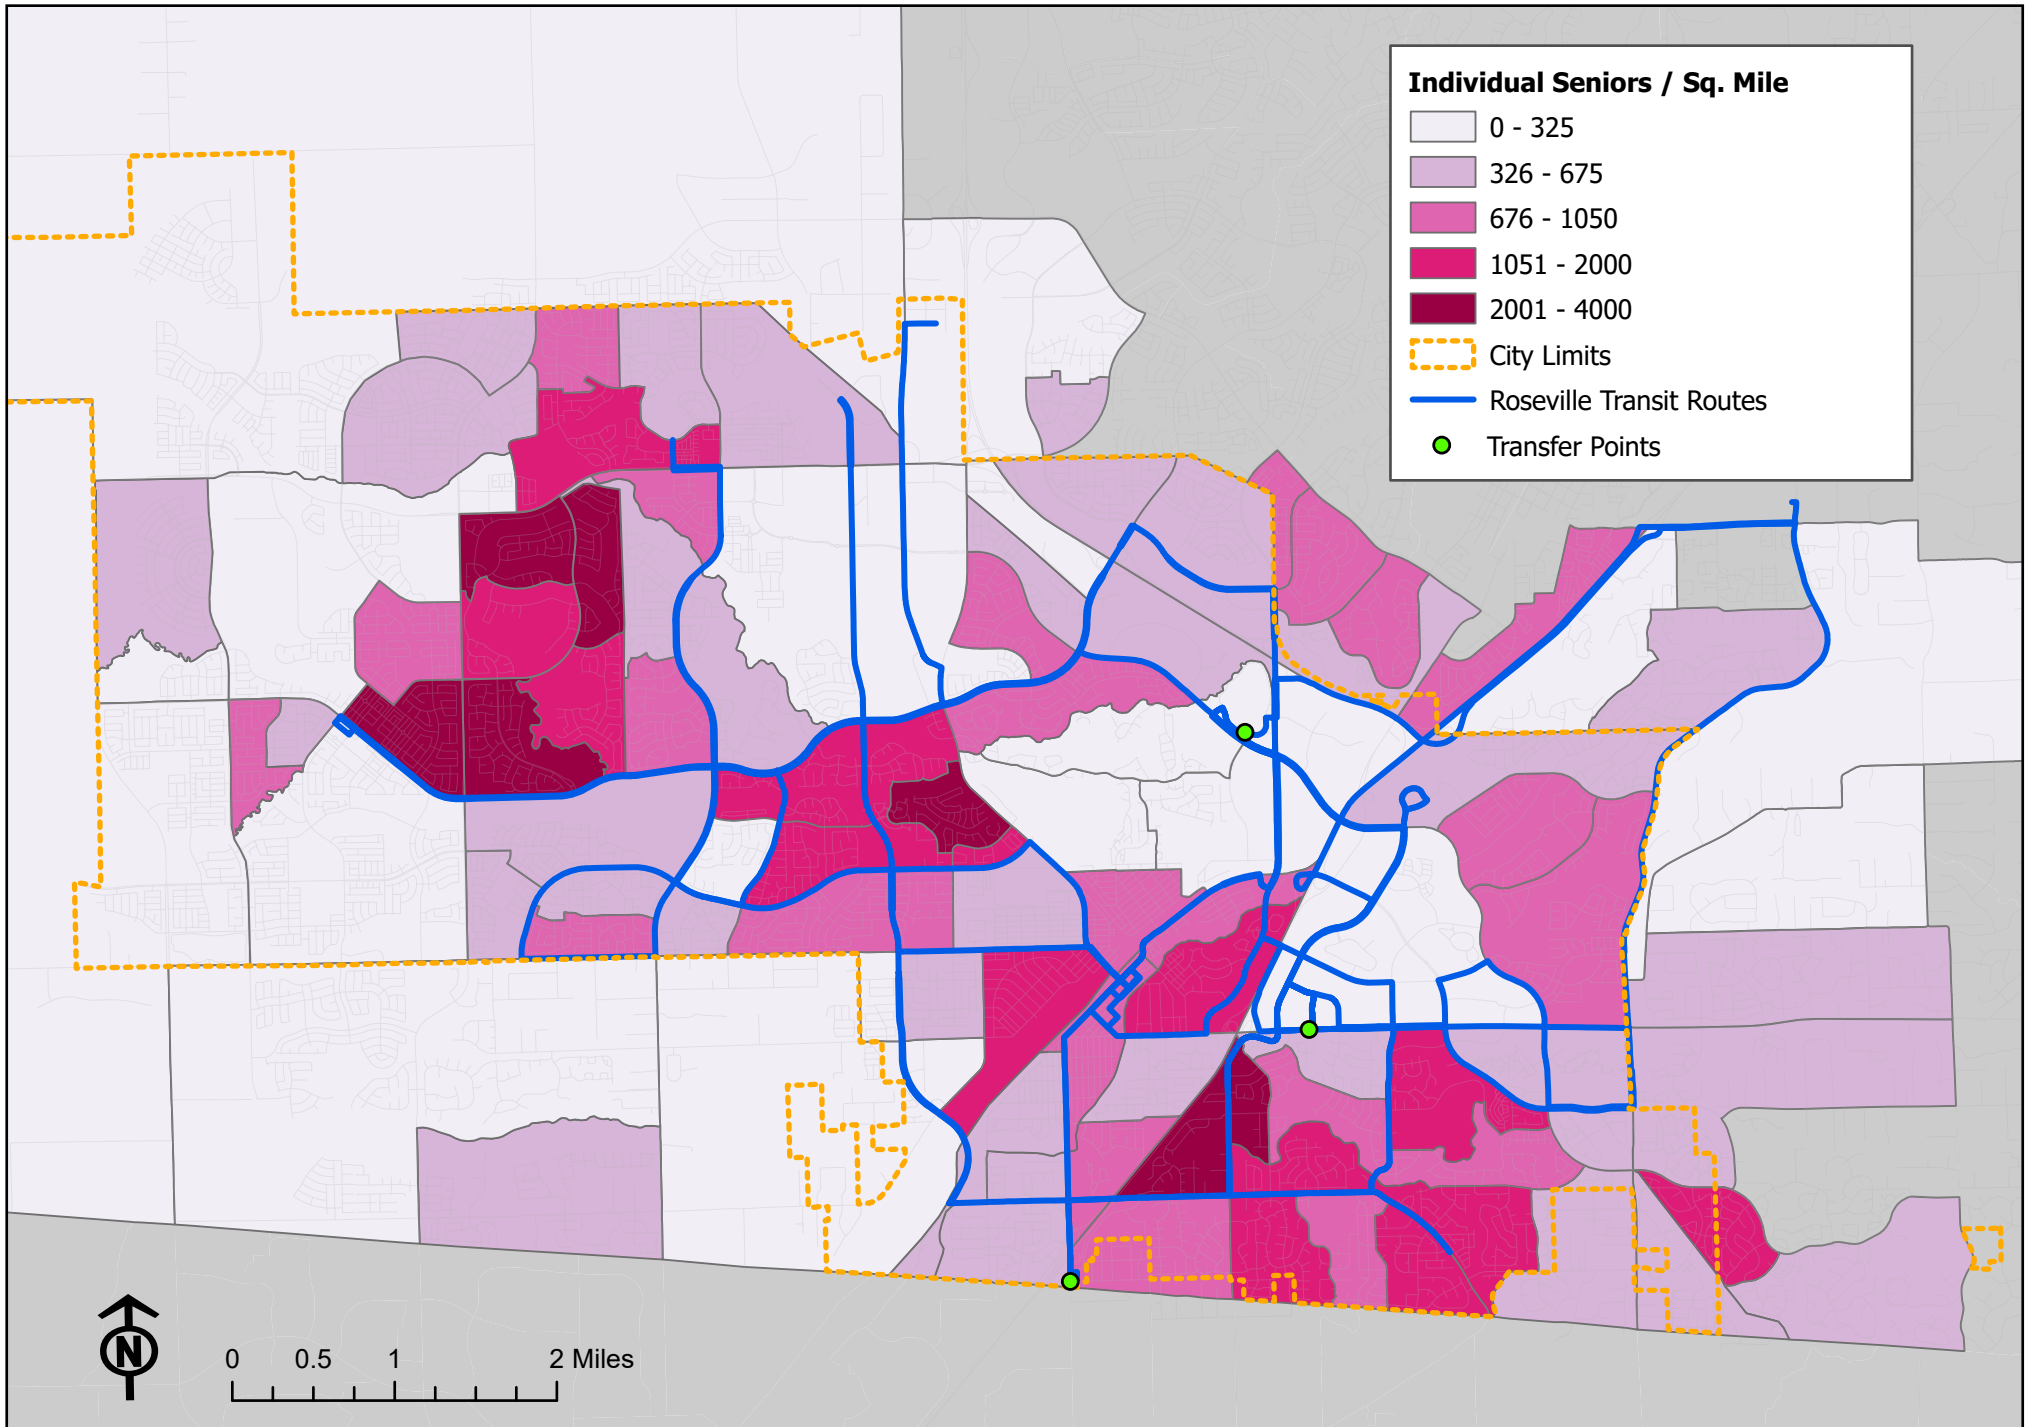 Individual Seniors / Sq. Mile
0 - 325
326 - 675
676 - 1050
1051 - 2000
2001 - 4000
City Limits
Roseville Transit Routes
Transfer Points
N
0 0.5 1 2 Miles